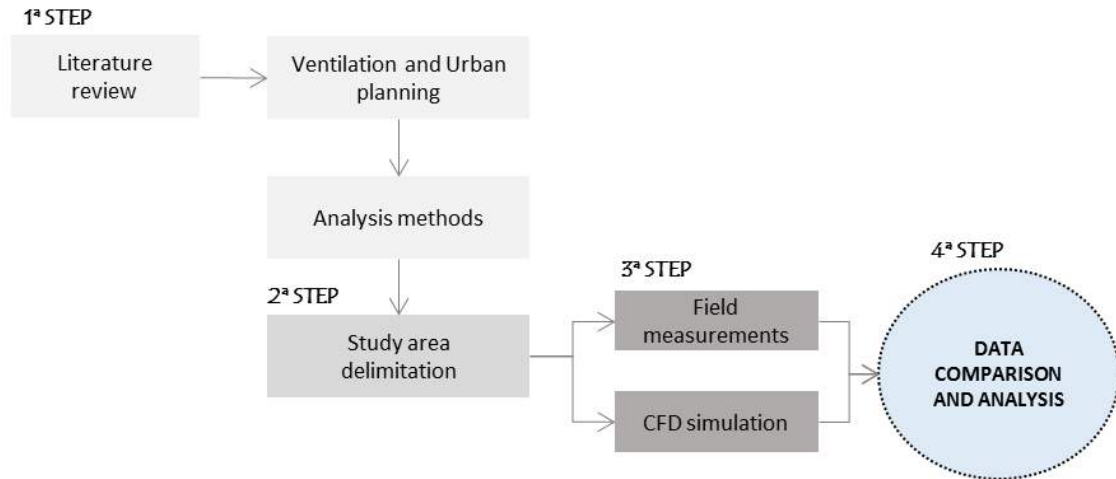 1ª STEP
Literature
review
Ventilation and Urban
planning
Analysis methods
2ª STEP
Study area
delimitation
3ª STEP
Field
measurements
CFD simulation
4ª STEP
DATA
COMPARISON
AND ANALYSIS